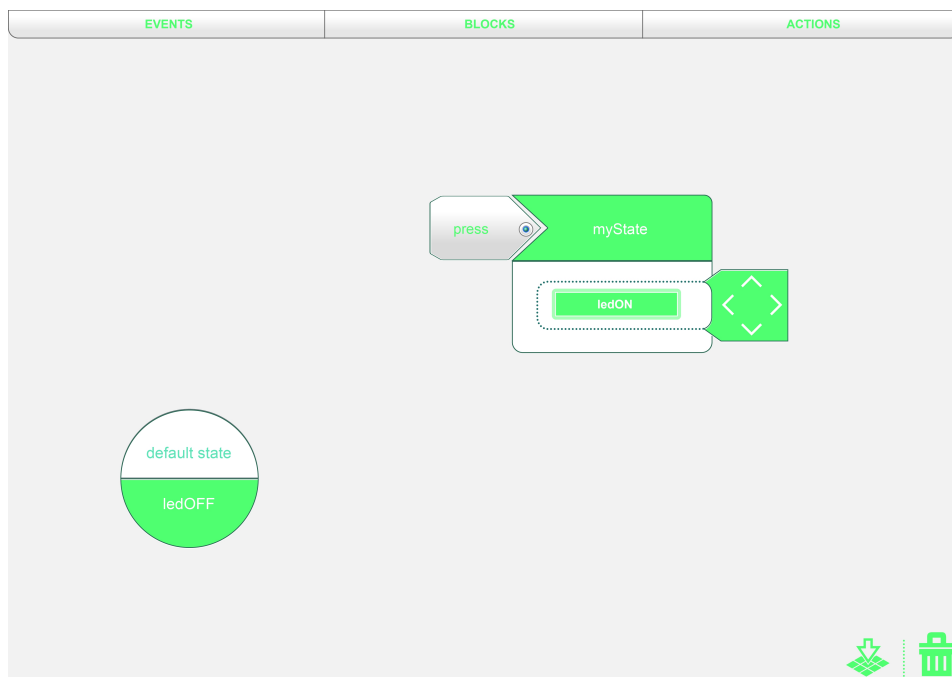 EVENTS
BLOCKS
ACTIONS
press
myState
ledON
default state
ledOFF